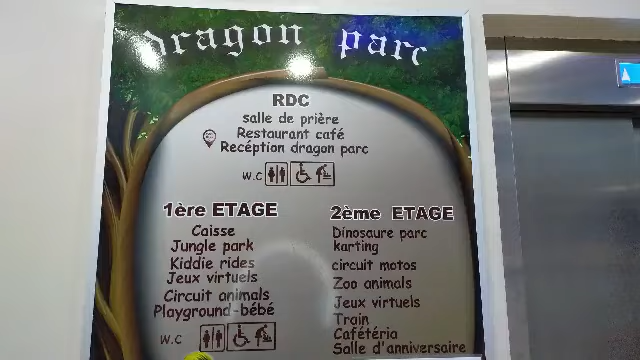 dragon parc
RDC
salle de prière
Restaurant café
Recéption dragon parc
W.C
1ère ETAGE
Caisse
Jungle park
Kiddie rides
Jeux virtuels
Circuit animals
Playground-bébé
W.C
2ème ETAGE
Dinosaure parc
karting
circuit motos
Zoo animals
Jeux virtuels
Train
Cafétéria
Salle d'anniversaire